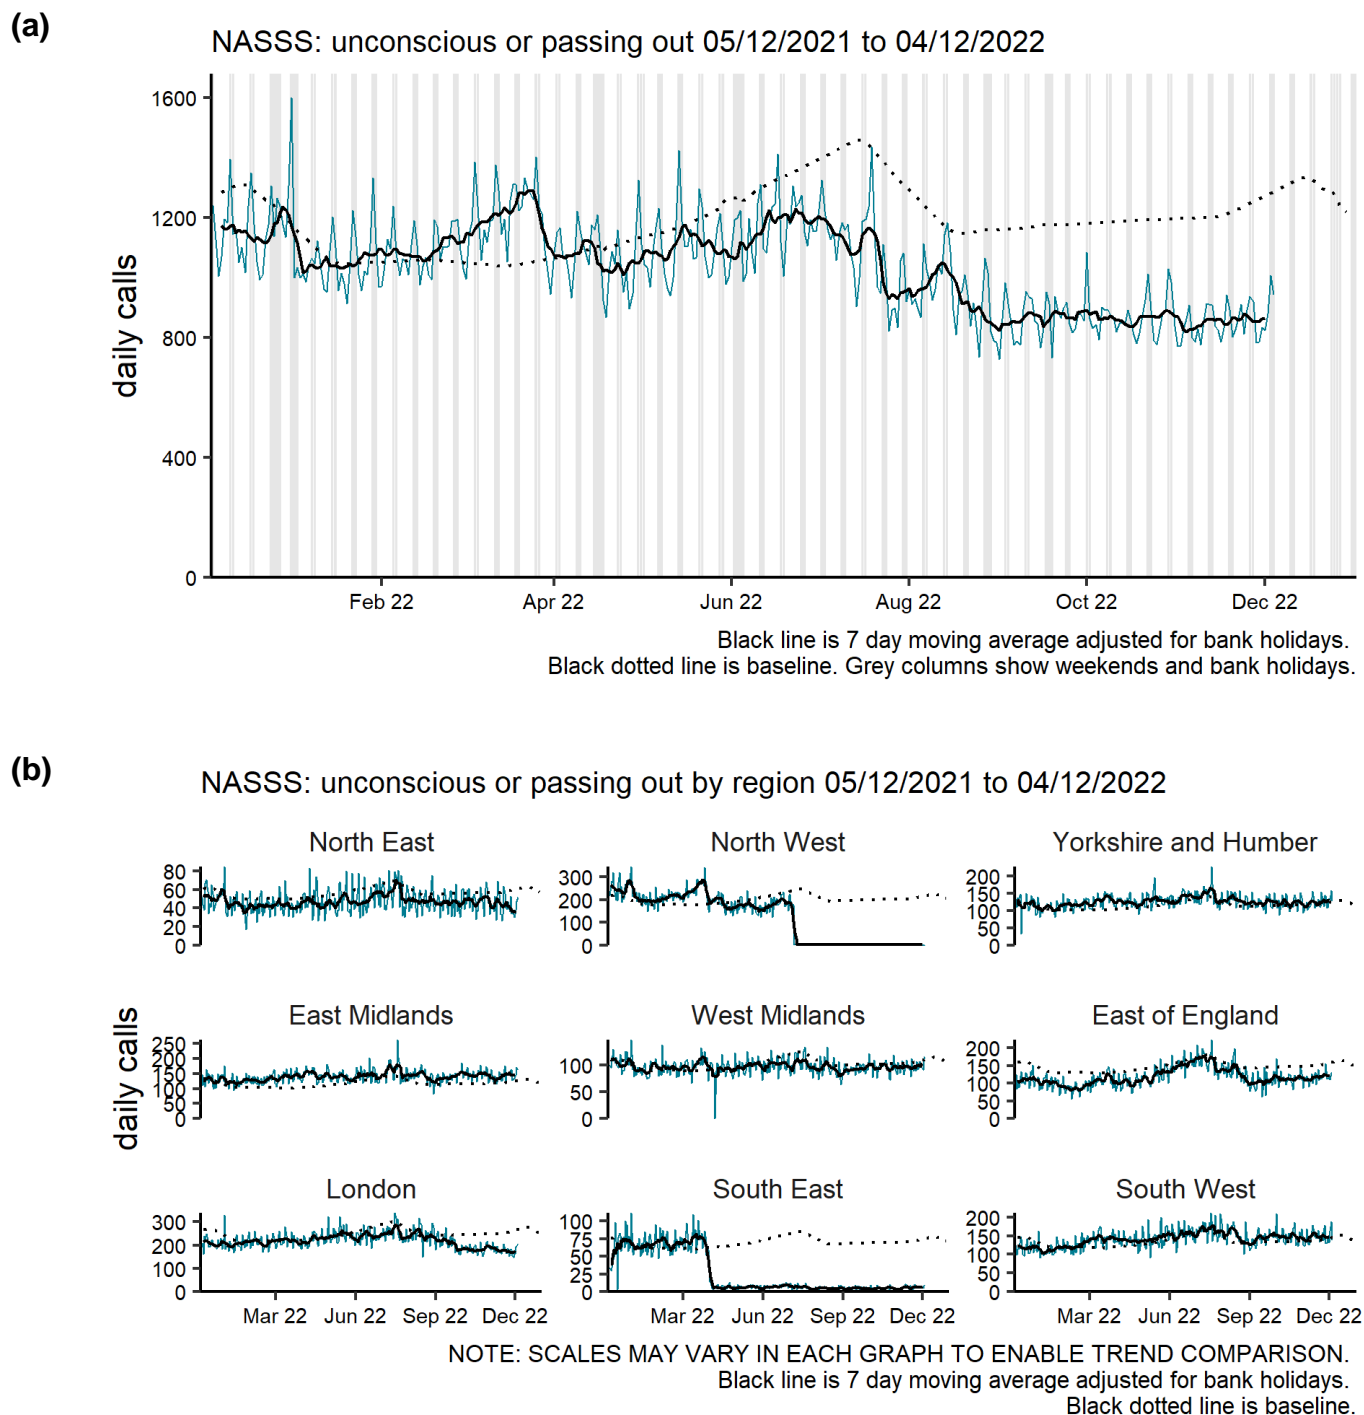 (a)
NASSS: unconscious or passing out 05/12/2021 to 04/12/2022
1600
1200
800
400
0
daily calls
Feb 22 Apr 22 Jun 22 Aug 22 Oct 22 Dec 22
Black line is 7 day moving average adjusted for bank holidays.
Black dotted line is baseline. Grey columns show weekends and bank holidays.
(b)
NASSS: unconscious or passing out by region 05/12/2021 to 04/12/2022
North East North West Yorkshire and Humber
80
60
40
20
0
300
200
100
0
200
150
100
50
0
daily calls
East Midlands West Midlands East of England
250
200
150
100
50
0
100
50
0
200
150
100
50
0
London South East South West
300
200
100
0
100
75
50
25
0
200
150
100
50
0
Mar 22 Jun 22 Sep 22 Dec 22 Mar 22 Jun 22 Sep 22 Dec 22 Mar 22 Jun 22 Sep 22 Dec 22
NOTE: SCALES MAY VARY IN EACH GRAPH TO ENABLE TREND COMPARISON.
Black line is 7 day moving average adjusted for bank holidays.
Black dotted line is baseline.